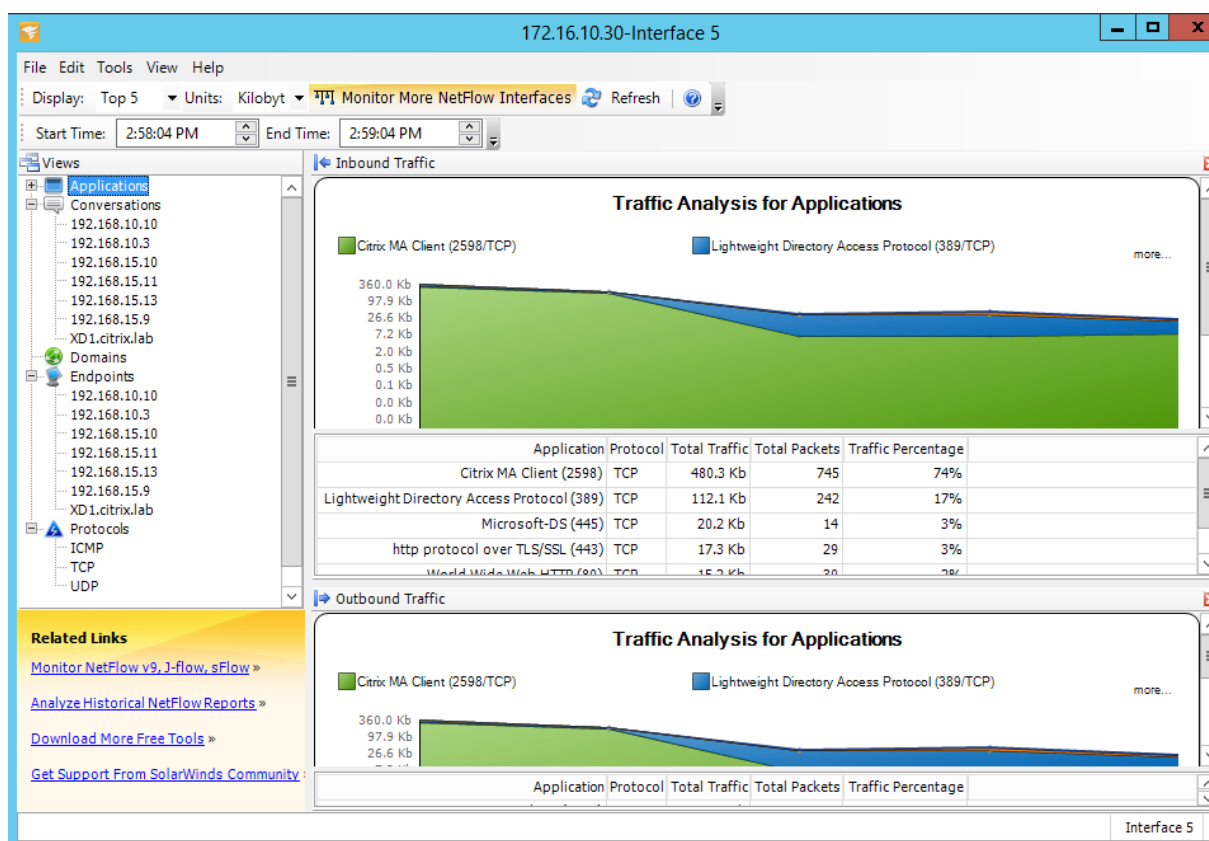 172.16.10.30-Interface 5
File Edit Tools View Help
Display: Top 5 Units: Kilobyt Monitor More NetFlow Interfaces Refresh
Start Time: 2:58:04 PM End Time: 2:59:04 PM
Views
Applications
Conversations
192.168.10.10
192.168.10.3
192.168.15.10
192.168.15.11
192.168.15.13
192.168.15.9
XD1.citrix.lab
Domains
Endpoints
192.168.10.10
192.168.10.3
192.168.15.10
192.168.15.11
192.168.15.13
192.168.15.9
XD1.citrix.lab
Protocols
ICMP
TCP
UDP
Related Links
Monitor NetFlow v9, J-flow, sFlow »
Analyze Historical NetFlow Reports »
Download More Free Tools »
Get Support From SolarWinds Community
Inbound Traffic
Traffic Analysis for Applications
Citrix MA Client (2598/TCP) Lightweight Directory Access Protocol (389/TCP) more...
360.0 Kb
97.9 Kb
26.6 Kb
7.2 Kb
2.0 Kb
0.5 Kb
0.1 Kb
0.0 Kb
0.0 Kb
Application Protocol Total Traffic Total Packets Traffic Percentage
Citrix MA Client (2598) TCP 480.3 Kb 745 74%
Lightweight Directory Access Protocol (389) TCP 112.1 Kb 242 17%
Microsoft-DS (445) TCP 20.2 Kb 14 3%
http protocol over TLS/SSL (443) TCP 17.3 Kb 29 3%
World Wide Web HTTP (80) TCP 15.2 Kb 2%
Outbound Traffic
Traffic Analysis for Applications
Citrix MA Client (2598/TCP) Lightweight Directory Access Protocol (389/TCP) more...
360.0 Kb
97.9 Kb
26.6 Kb
Application Protocol Total Traffic Total Packets Traffic Percentage
Interface 5